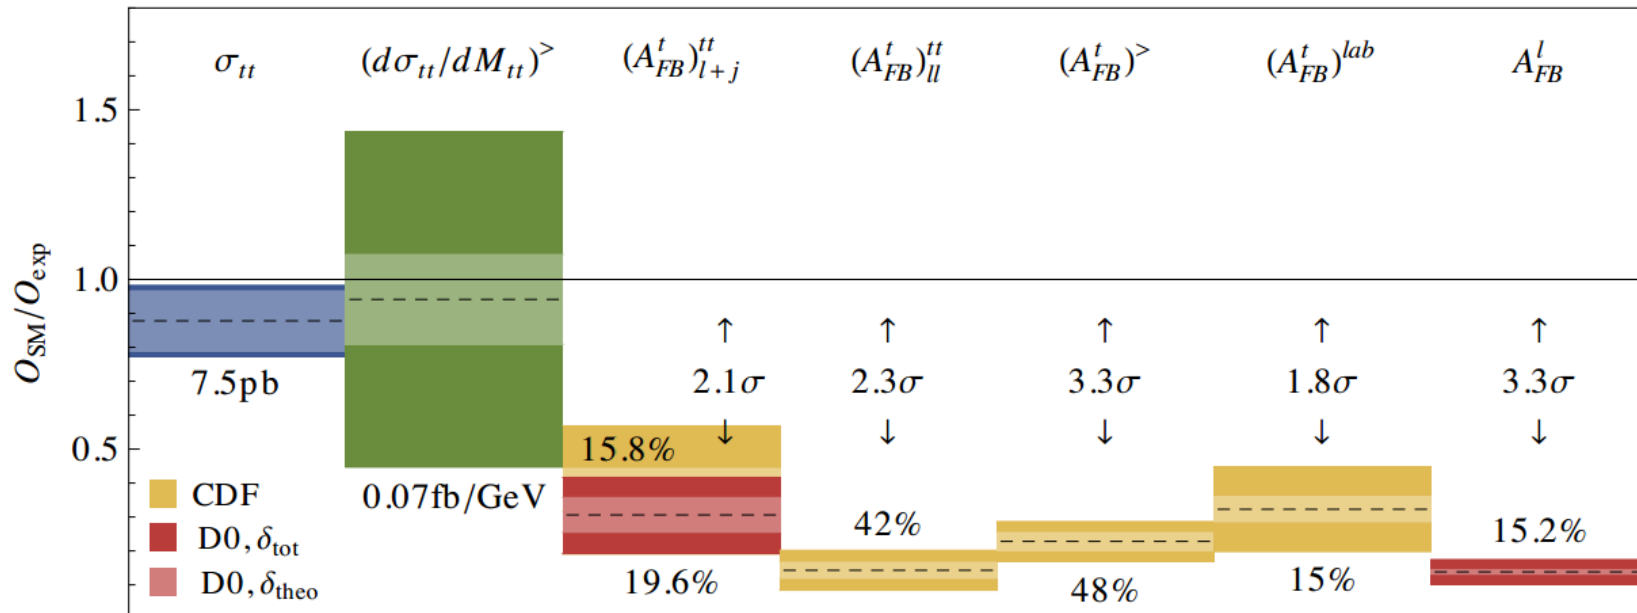 σ_tt (dσ_tt/dM_tt)^> (A^t_FB)^tt_l+j (A^t_FB)^tt_ll (A^t_FB)^> (A^t_FB)^lab A^l_FB
1.5
1.0
0.5
O_SM/O_exp
7.5pb
0.07fb/GeV
↑ ↑ ↑ ↑ ↑
2.1σ 2.3σ 3.3σ 1.8σ 3.3σ
↓ ↓ ↓ ↓ ↓
15.8%
19.6%
42%
48%
15%
15.2%
CDF
D0, δ_tot
D0, δ_theo